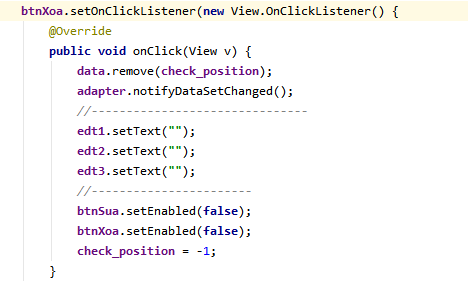 btnXoa.setOnClickListener(new View.OnClickListener() {
@Override
public void onClick(View v) {
data.remove(check_position);
adapter.notifyDataSetChanged();
//-------------------------------
edt1.setText("");
edt2.setText("");
edt3.setText("");
//-----------------------
btnSua.setEnabled(false);
btnXoa.setEnabled(false);
check_position = -1;
}